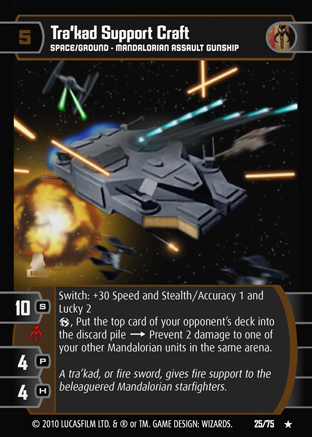 5
Tra'kad Support Craft
SPACE/GROUND - MANDALORIAN ASSAULT GUNSHIP
10 S
4 P
4 H
Switch: +30 Speed and Stealth/Accuracy 1 and
Lucky 2
, Put the top card of your opponent's deck into
the discard pile → Prevent 2 damage to one of
your other Mandalorian units in the same arena.
A tra'kad, or fire sword, gives fire support to the
beleaguered Mandalorian starfighters.
© 2010 LUCASFILM LTD. & ® or TM. GAME DESIGN: WIZARDS. 25/75 ★